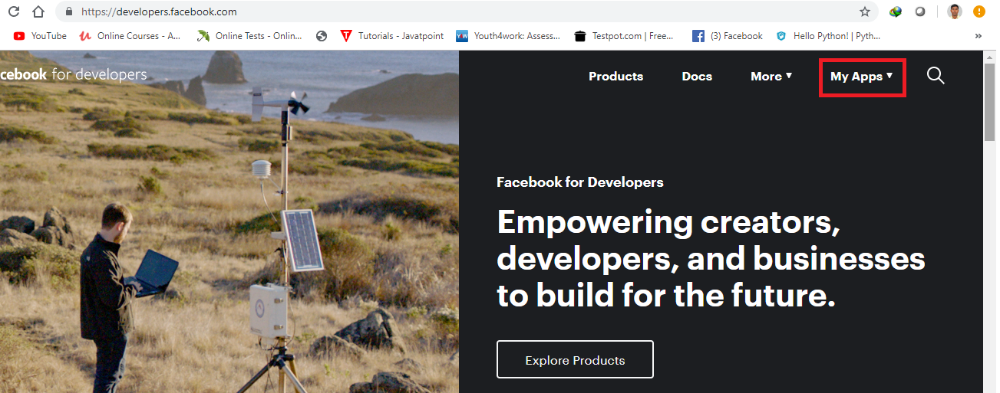 https://developers.facebook.com
YouTube
Online Courses - A...
Online Tests - Onlin...
Tutorials - Javatpoint
Youth4work: Assess...
Testpot.com | Free...
(3) Facebook
Hello Python! | Pyth...
»
cebook for developers
Products
Docs
More
My Apps
Facebook for Developers
Empowering creators,
developers, and businesses
to build for the future.
Explore Products